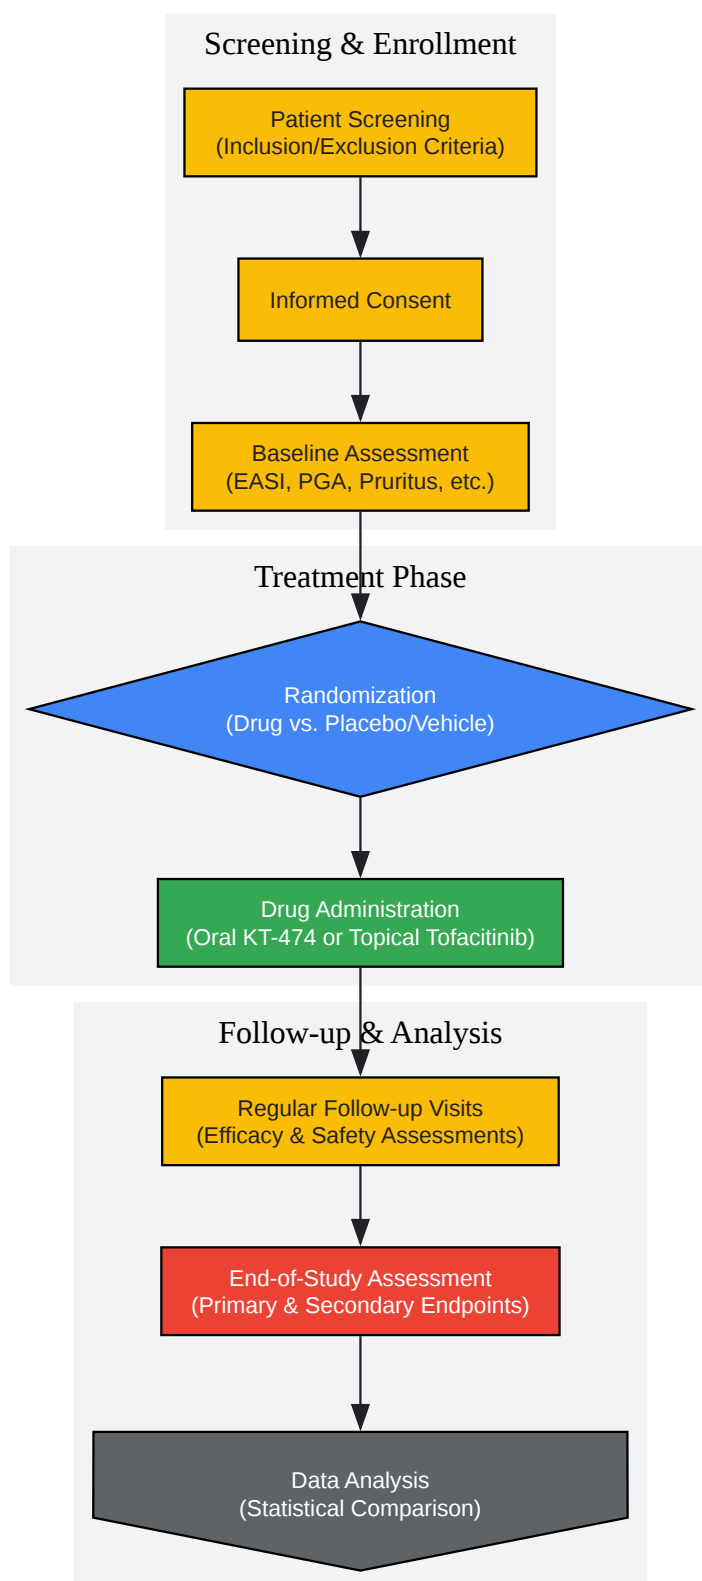 Screening & Enrollment
Patient Screening
(Inclusion/Exclusion Criteria)
Informed Consent
Baseline Assessment
(EASI, PGA, Pruritus, etc.)
Treatment Phase
Randomization
(Drug vs. Placebo/Vehicle)
Drug Administration
(Oral KT-474 or Topical Tofacitinib)
Follow-up & Analysis
Regular Follow-up Visits
(Efficacy & Safety Assessments)
End-of-Study Assessment
(Primary & Secondary Endpoints)
Data Analysis
(Statistical Comparison)